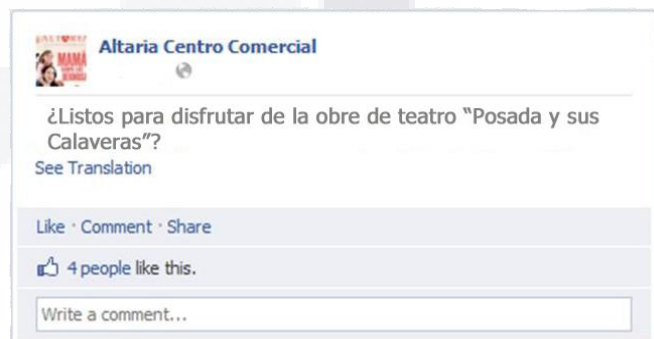 MAMÁ
Altaria Centro Comercial
¿Listos para disfrutar de la obre de teatro “Posada y sus
Calaveras”?
See Translation
Like · Comment · Share
4 people like this.
Write a comment...